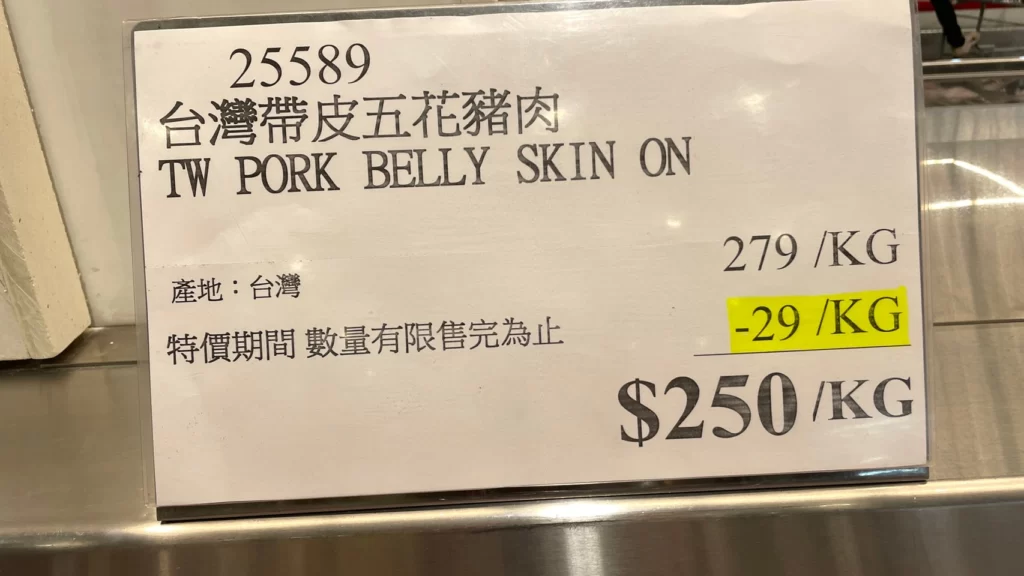 25589
台灣帶皮五花豬肉
TW PORK BELLY SKIN ON
279 /KG
產地：台灣
-29 /KG
特價期間 數量有限售完為止
$250 /KG